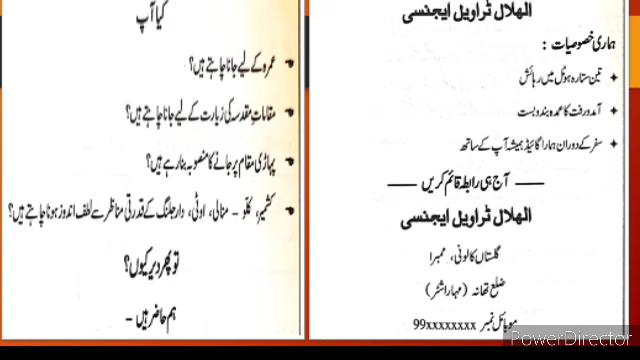 کیا آپ
عمرہ کے لیے جانا چاہتے ہیں؟
مقاماتِ مقدسہ کی زیارت کے لیے جانا چاہتے ہیں؟
پہاڑی مقام پر جانے کا منصوبہ بنا رہے ہیں؟
کشمیر، کلو - منالی، اوٹی، دارجلنگ کے قدرتی مناظر سے لطف اندوز ہونا چاہتے ہیں؟
تو پھر دیر کیوں؟
ہم حاضر ہیں -
الھلال ٹراویل ایجنسی
ہماری خصوصیات :
تین ستارہ ہوٹل میں رہائش
آمد و رفت کا عمدہ بندوبست
سفر کے دوران ہمارا گائیڈ ہمیشہ آپ کے ساتھ
آج ہی رابطہ قائم کریں
الھلال ٹراویل ایجنسی
گلستاں کالونی، ممبرا
ضلع تھانہ (مہاراشٹر)
موبائل نمبر 99xxxxxxxx
PowerDirector